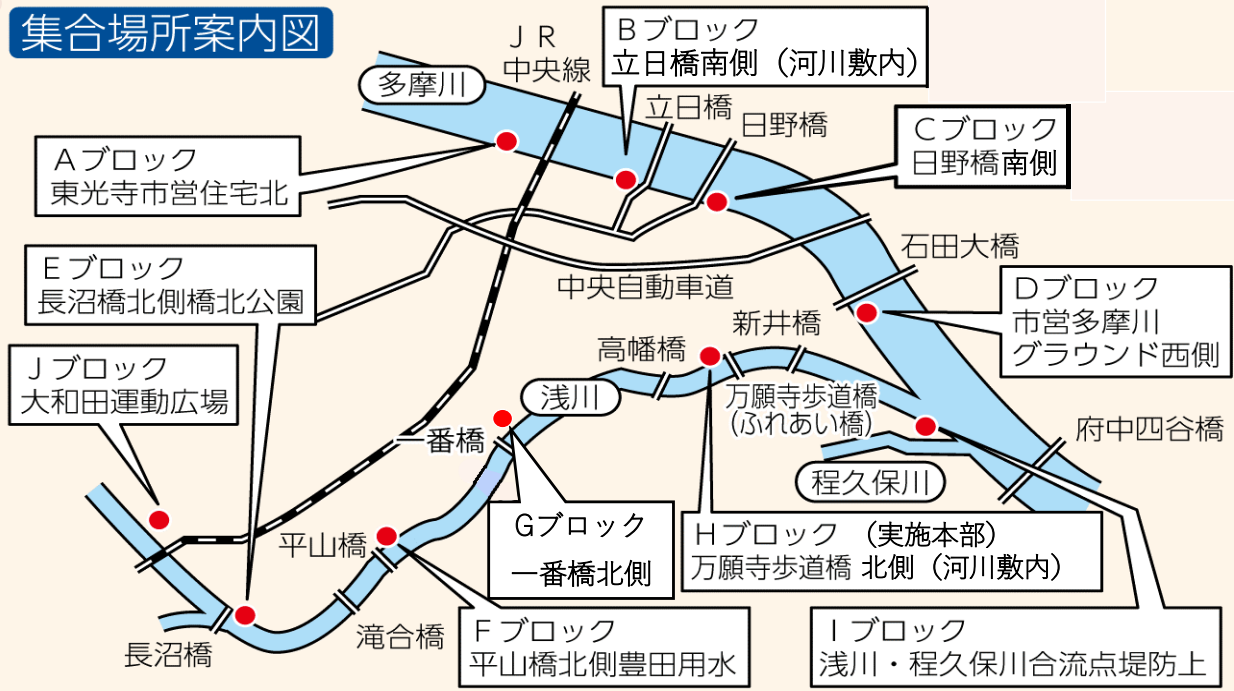 集合場所案内図
JR
中央線
Bブロック
立日橋南側（河川敷内）
多摩川
立日橋
日野橋
Cブロック
日野橋南側
Aブロック
東光寺市営住宅北
石田大橋
Eブロック
長沼橋北側橋北公園
中央自動車道
Dブロック
市営多摩川
グラウンド西側
新井橋
高幡橋
Jブロック
大和田運動広場
浅川
万願寺歩道橋
(ふれあい橋)
一番橋
府中四谷橋
程久保川
Gブロック
一番橋北側
平山橋
Hブロック （実施本部）
万願寺歩道橋 北側（河川敷内）
長沼橋
滝合橋
Fブロック
平山橋北側豊田用水
Iブロック
浅川・程久保川合流点堤防上